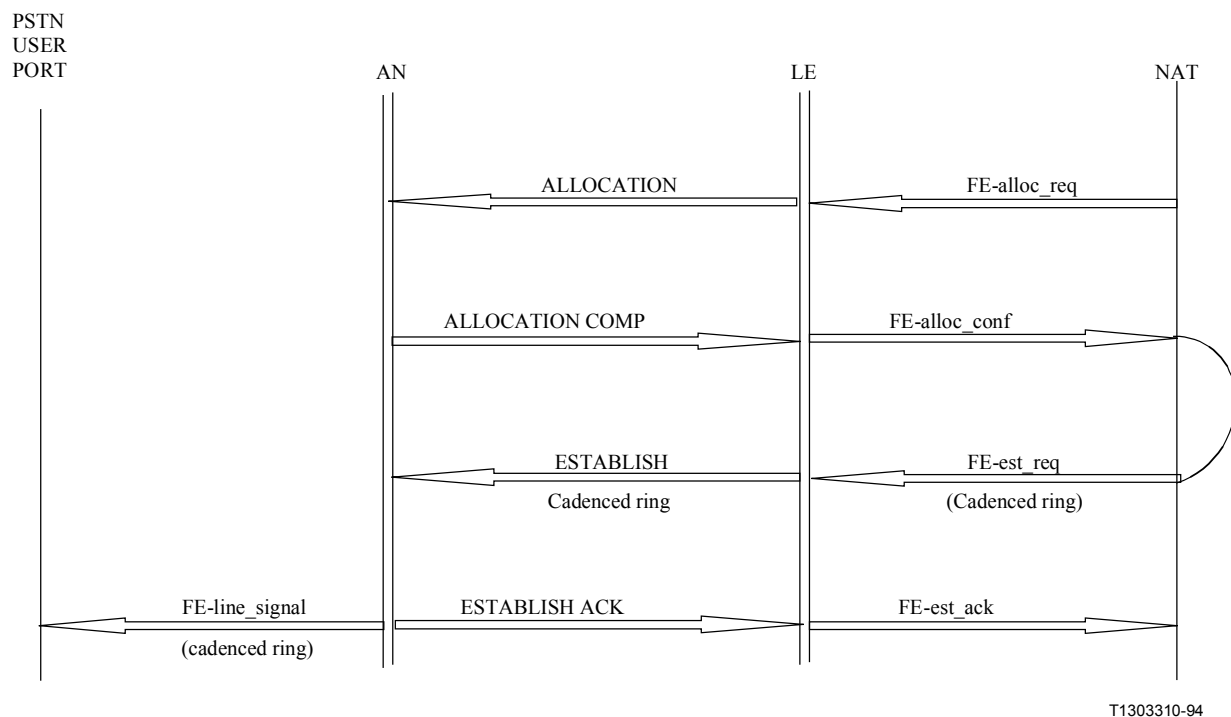 PSTN
USER
PORT
AN
LE
NAT
ALLOCATION
FE-alloc_req
ALLOCATION COMP
FE-alloc_conf
ESTABLISH
FE-est_req
Cadenced ring
(Cadenced ring)
FE-line_signal
ESTABLISH ACK
FE-est_ack
(cadenced ring)
T1303310-94